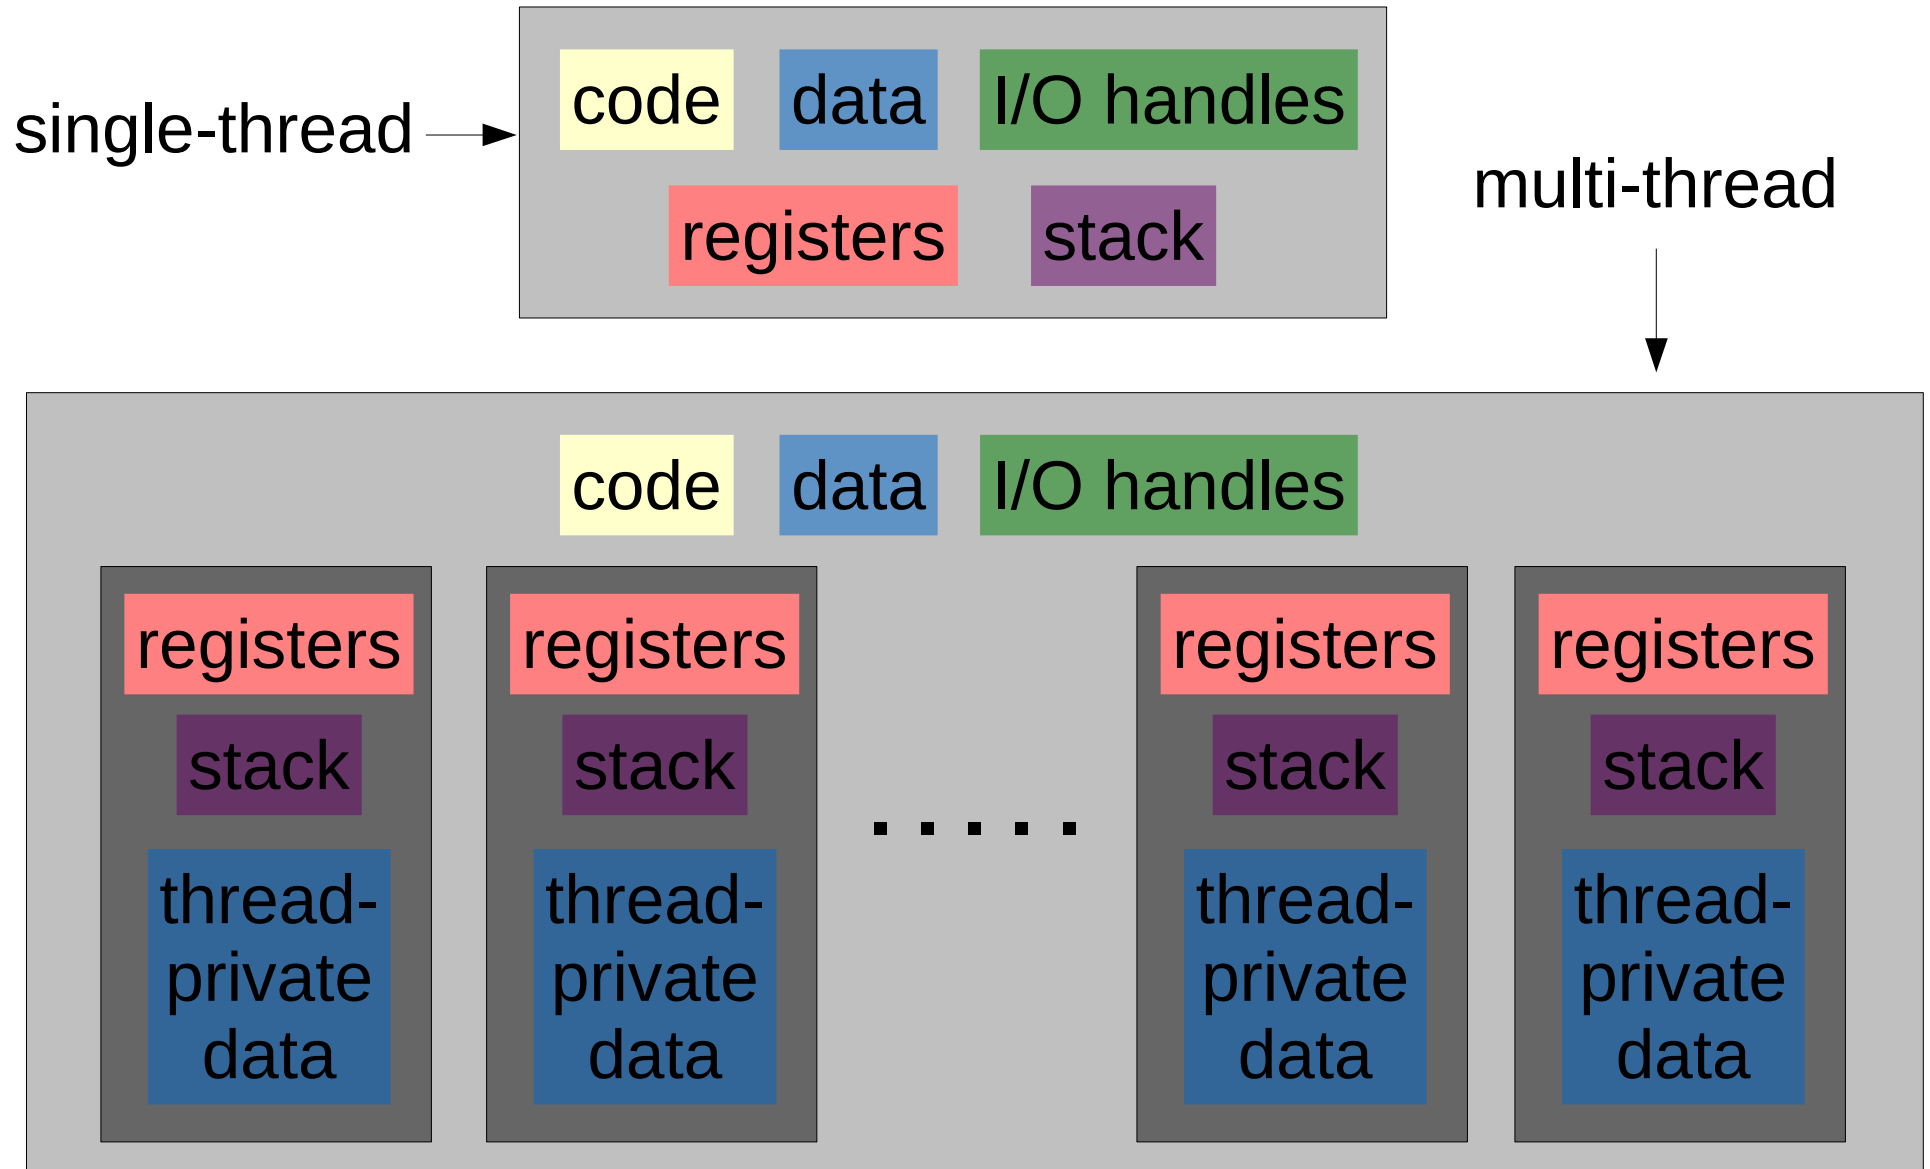 code data I/O handles
single-thread
registers stack
multi-thread
code data I/O handles
registers registers registers registers
stack stack stack stack
. . . . .
thread- thread- thread- thread-
private private private private
data data data data